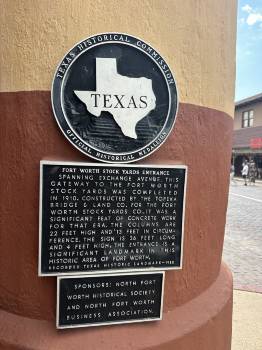 TEXAS HISTORICAL COMMISSION
TEXAS
OFFICIAL HISTORICAL MEDALLION
FORT WORTH STOCK YARDS ENTRANCE
SPANNING EXCHANGE AVENUE, THIS
GATEWAY TO THE FORT WORTH
STOCK YARDS WAS COMPLETED
IN 1910. CONSTRUCTED BY THE TOPEKA
BRIDGE & LAND CO. FOR THE FORT
WORTH STOCK YARDS CO. IT WAS A
SIGNIFICANT FEAT OF CONCRETE WORK
FOR THAT ERA. THE COLUMNS ARE
22 FEET HIGH AND 13 FEET IN CIRCUM-
FERENCE. THE SIGN IS 36 FEET LONG
AND 4 FEET HIGH. THE ENTRANCE IS A
SIGNIFICANT LANDMARK IN THIS
HISTORIC AREA OF FORT WORTH.
RECORDED TEXAS HISTORIC LANDMARK-1988
SPONSORS: NORTH FORT
WORTH HISTORICAL SOCIETY
AND NORTH FORT WORTH
BUSINESS ASSOCIATION.